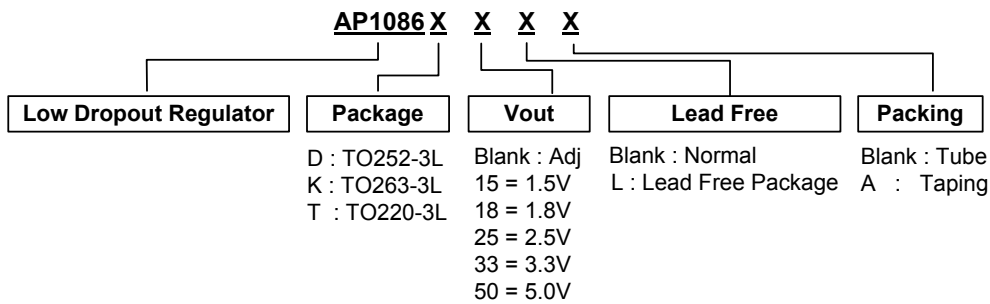 AP1086 X X X X
Low Dropout Regulator Package Vout Lead Free Packing
D : TO252-3L Blank : Adj Blank : Normal Blank : Tube
K : TO263-3L 15 = 1.5V L : Lead Free Package A : Taping
T : TO220-3L 18 = 1.8V
25 = 2.5V
33 = 3.3V
50 = 5.0V